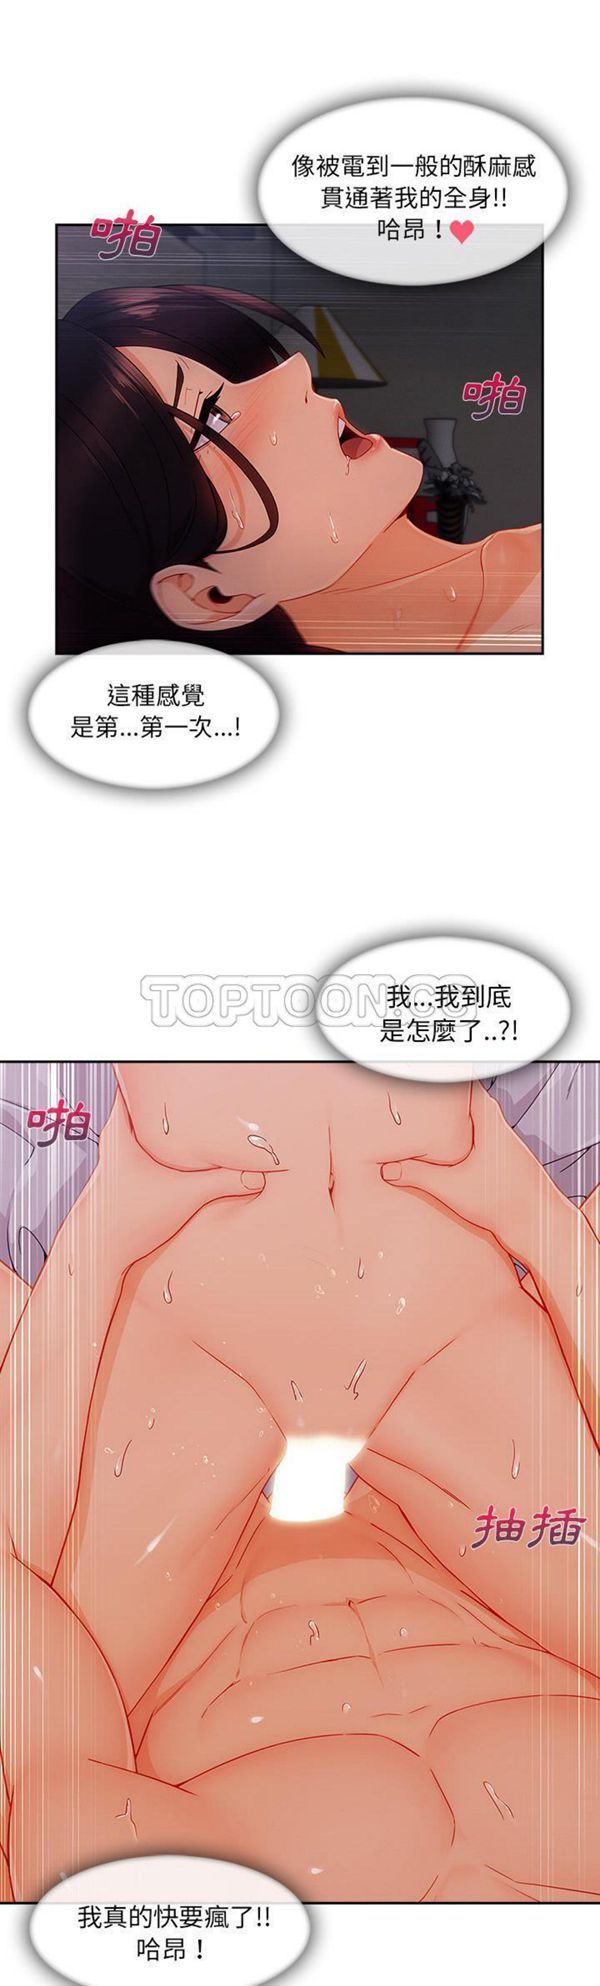 像被電到一般的酥麻感
貫通著我的全身!!
哈昂！♥
啪
啪
這種感覺
是第...第一次...!
TOPTOON.CG
我...我到底
是怎麼了..?!
啪
抽插
我真的快要瘋了!!
哈昂！